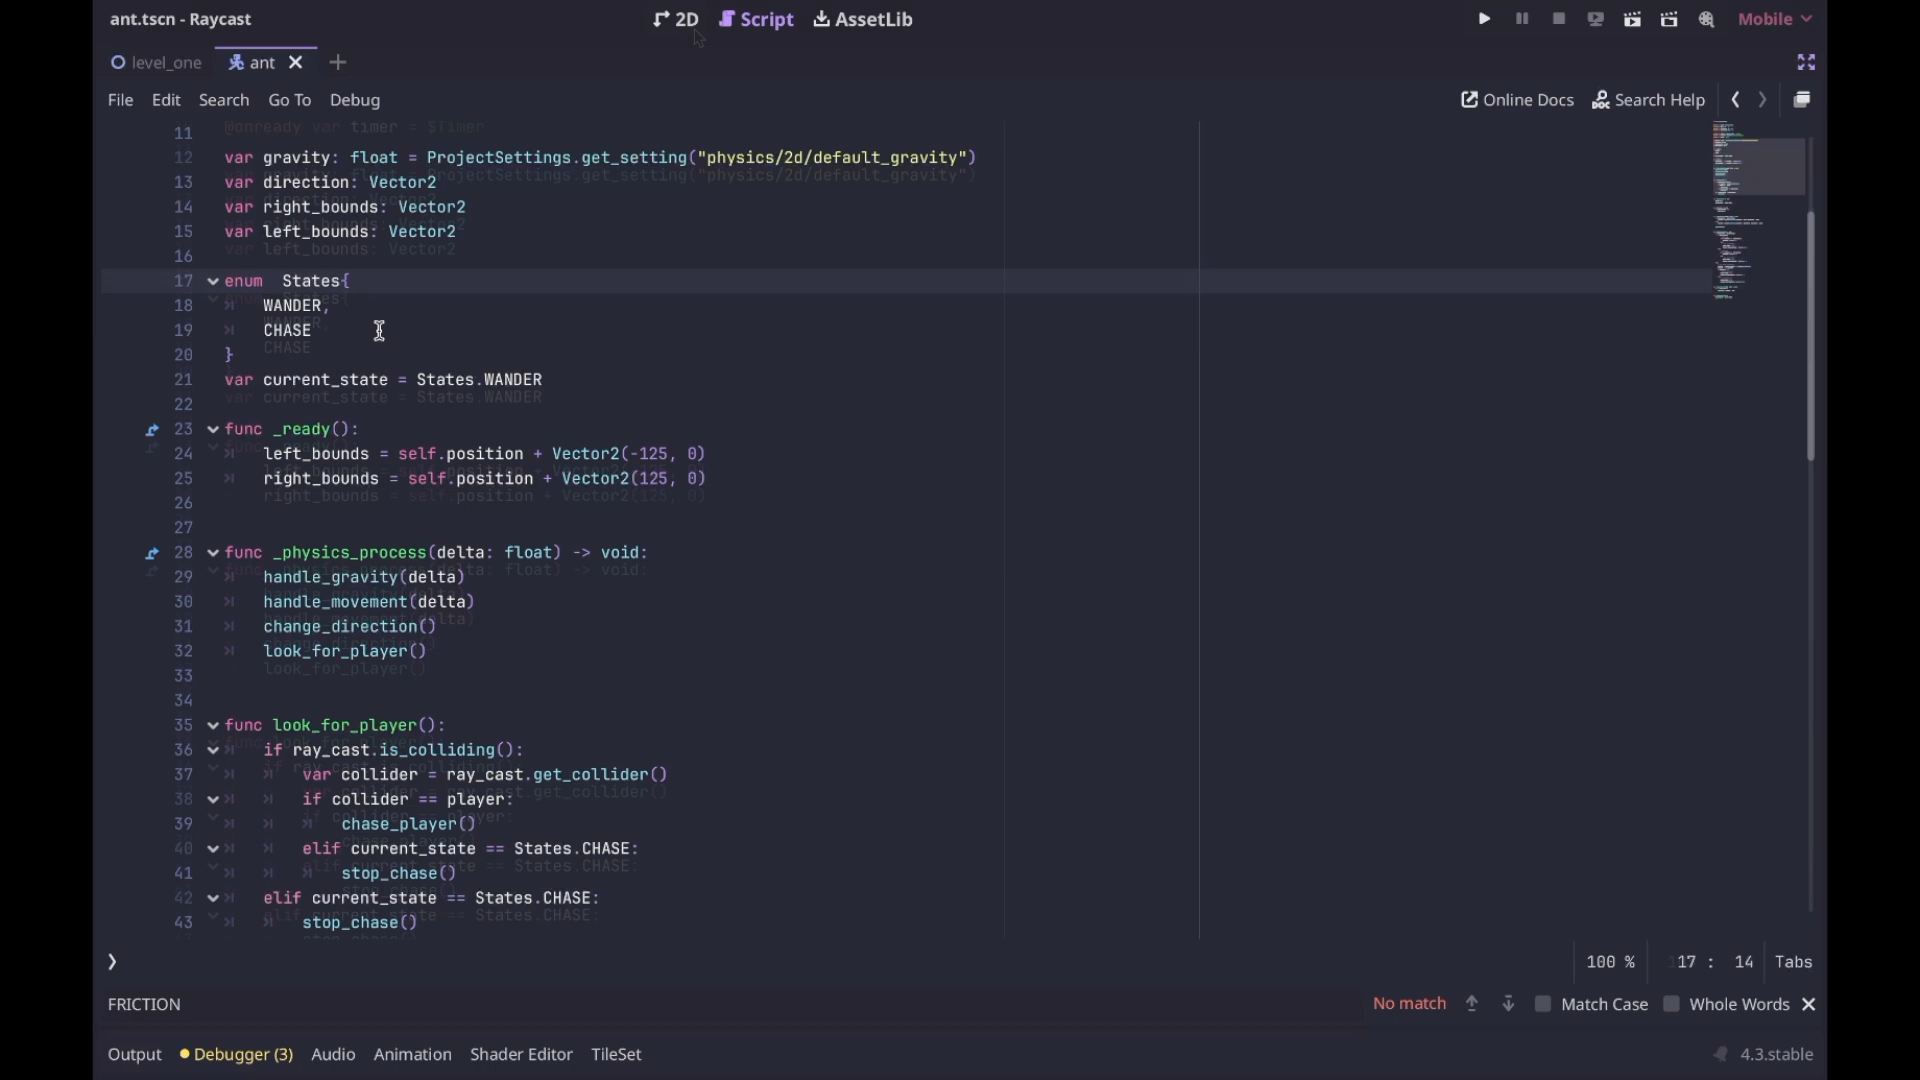 ant.tscn - Raycast
2D Script AssetLib
Mobile
level_one ant
File Edit Search Go To Debug
Online Docs Search Help
11 @onready var timer = $Timer
12 var gravity: float = ProjectSettings.get_setting("physics/2d/default_gravity")
13 var direction: Vector2
14 var right_bounds: Vector2
15 var left_bounds: Vector2
16
17 enum  States{
18 WANDER,
19 CHASE
20 }
21 var current_state = States.WANDER
22
23 func _ready():
24 left_bounds = self.position + Vector2(-125, 0)
25 right_bounds = self.position + Vector2(125, 0)
26
27
28 func _physics_process(delta: float) -> void:
29 handle_gravity(delta)
30 handle_movement(delta)
31 change_direction()
32 look_for_player()
33
34
35 func look_for_player():
36 if ray_cast.is_colliding():
37 var collider = ray_cast.get_collider()
38 if collider == player:
39 chase_player()
40 elif current_state == States.CHASE:
41 stop_chase()
42 elif current_state == States.CHASE:
43 stop_chase()
100 % 17 : 14 Tabs
FRICTION
No match Match Case Whole Words
Output Debugger (3) Audio Animation Shader Editor TileSet
4.3.stable